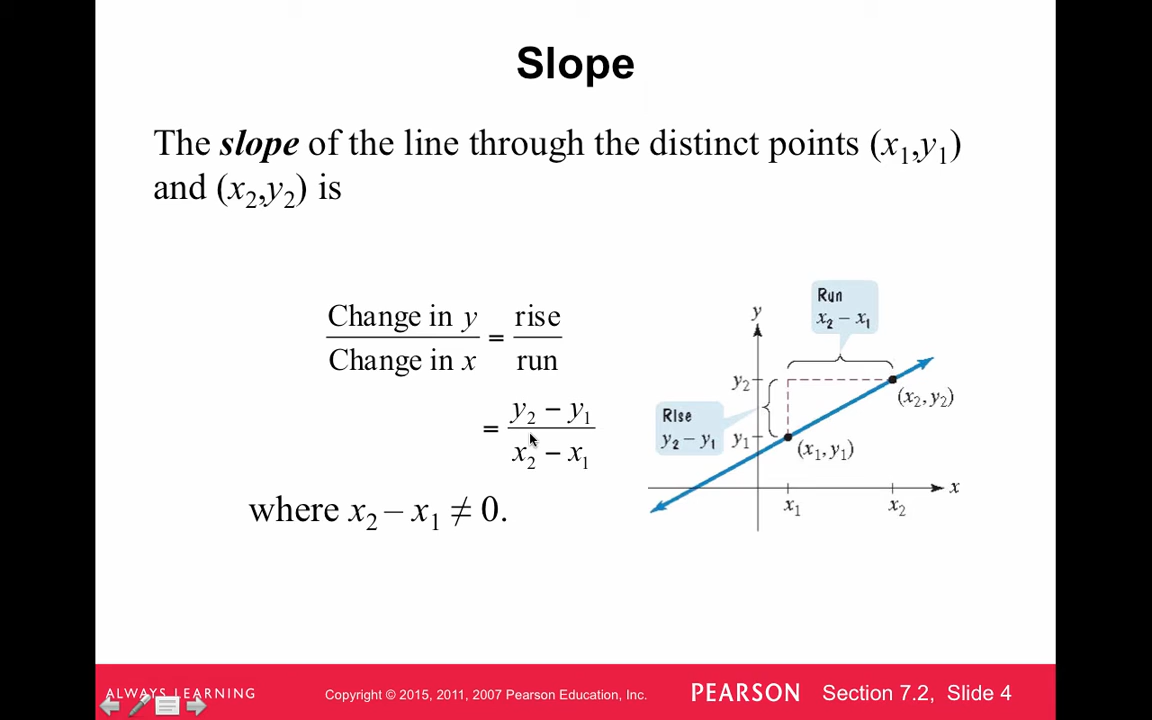 Slope
The slope of the line through the distinct points (x₁,y₁)
and (x₂,y₂) is
Change in y / Change in x = rise / run
= y₂ − y₁ / x₂ − x₁
where x₂ – x₁ ≠ 0.
Run
x₂ − x₁
y
y₂
(x₂, y₂)
Rise
y₂ − y₁
y₁
(x₁, y₁)
x
x₁
x₂
ALWAYS LEARNING
Copyright © 2015, 2011, 2007 Pearson Education, Inc.
PEARSON
Section 7.2, Slide 4